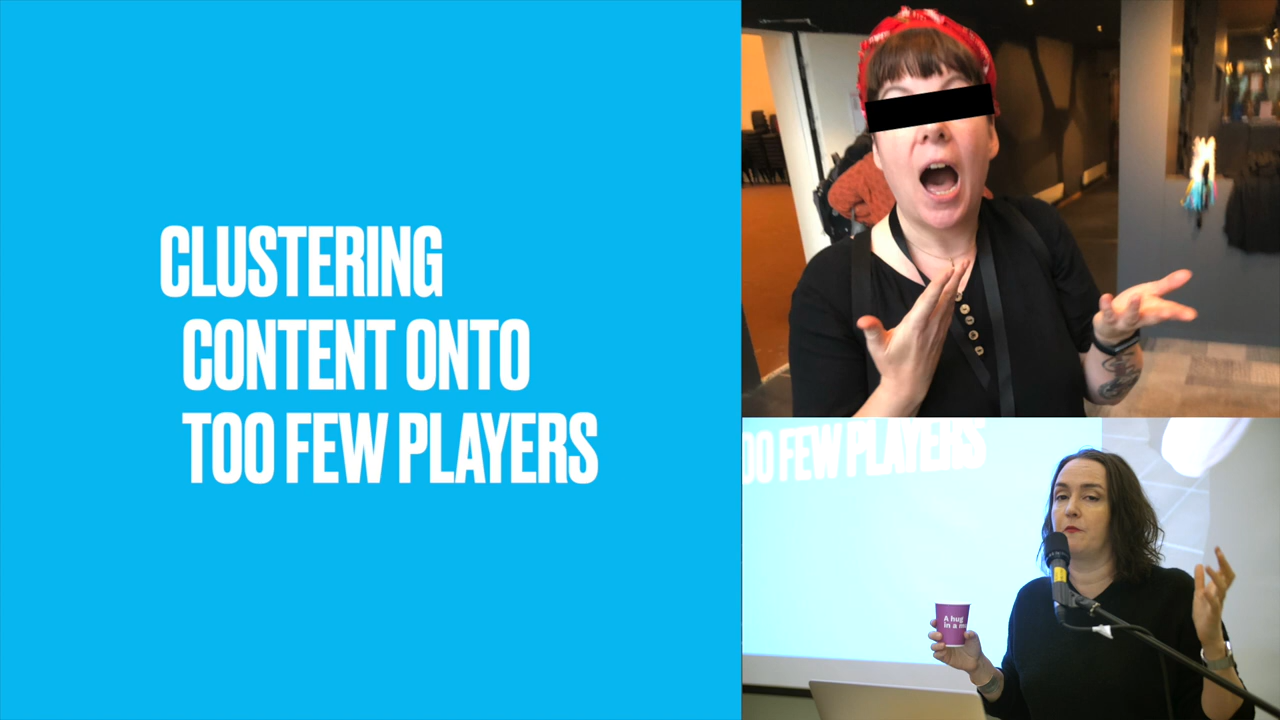 CLUSTERING
CONTENT ONTO
TOO FEW PLAYERS
OO FEW PLAYERS
A hug
in a m